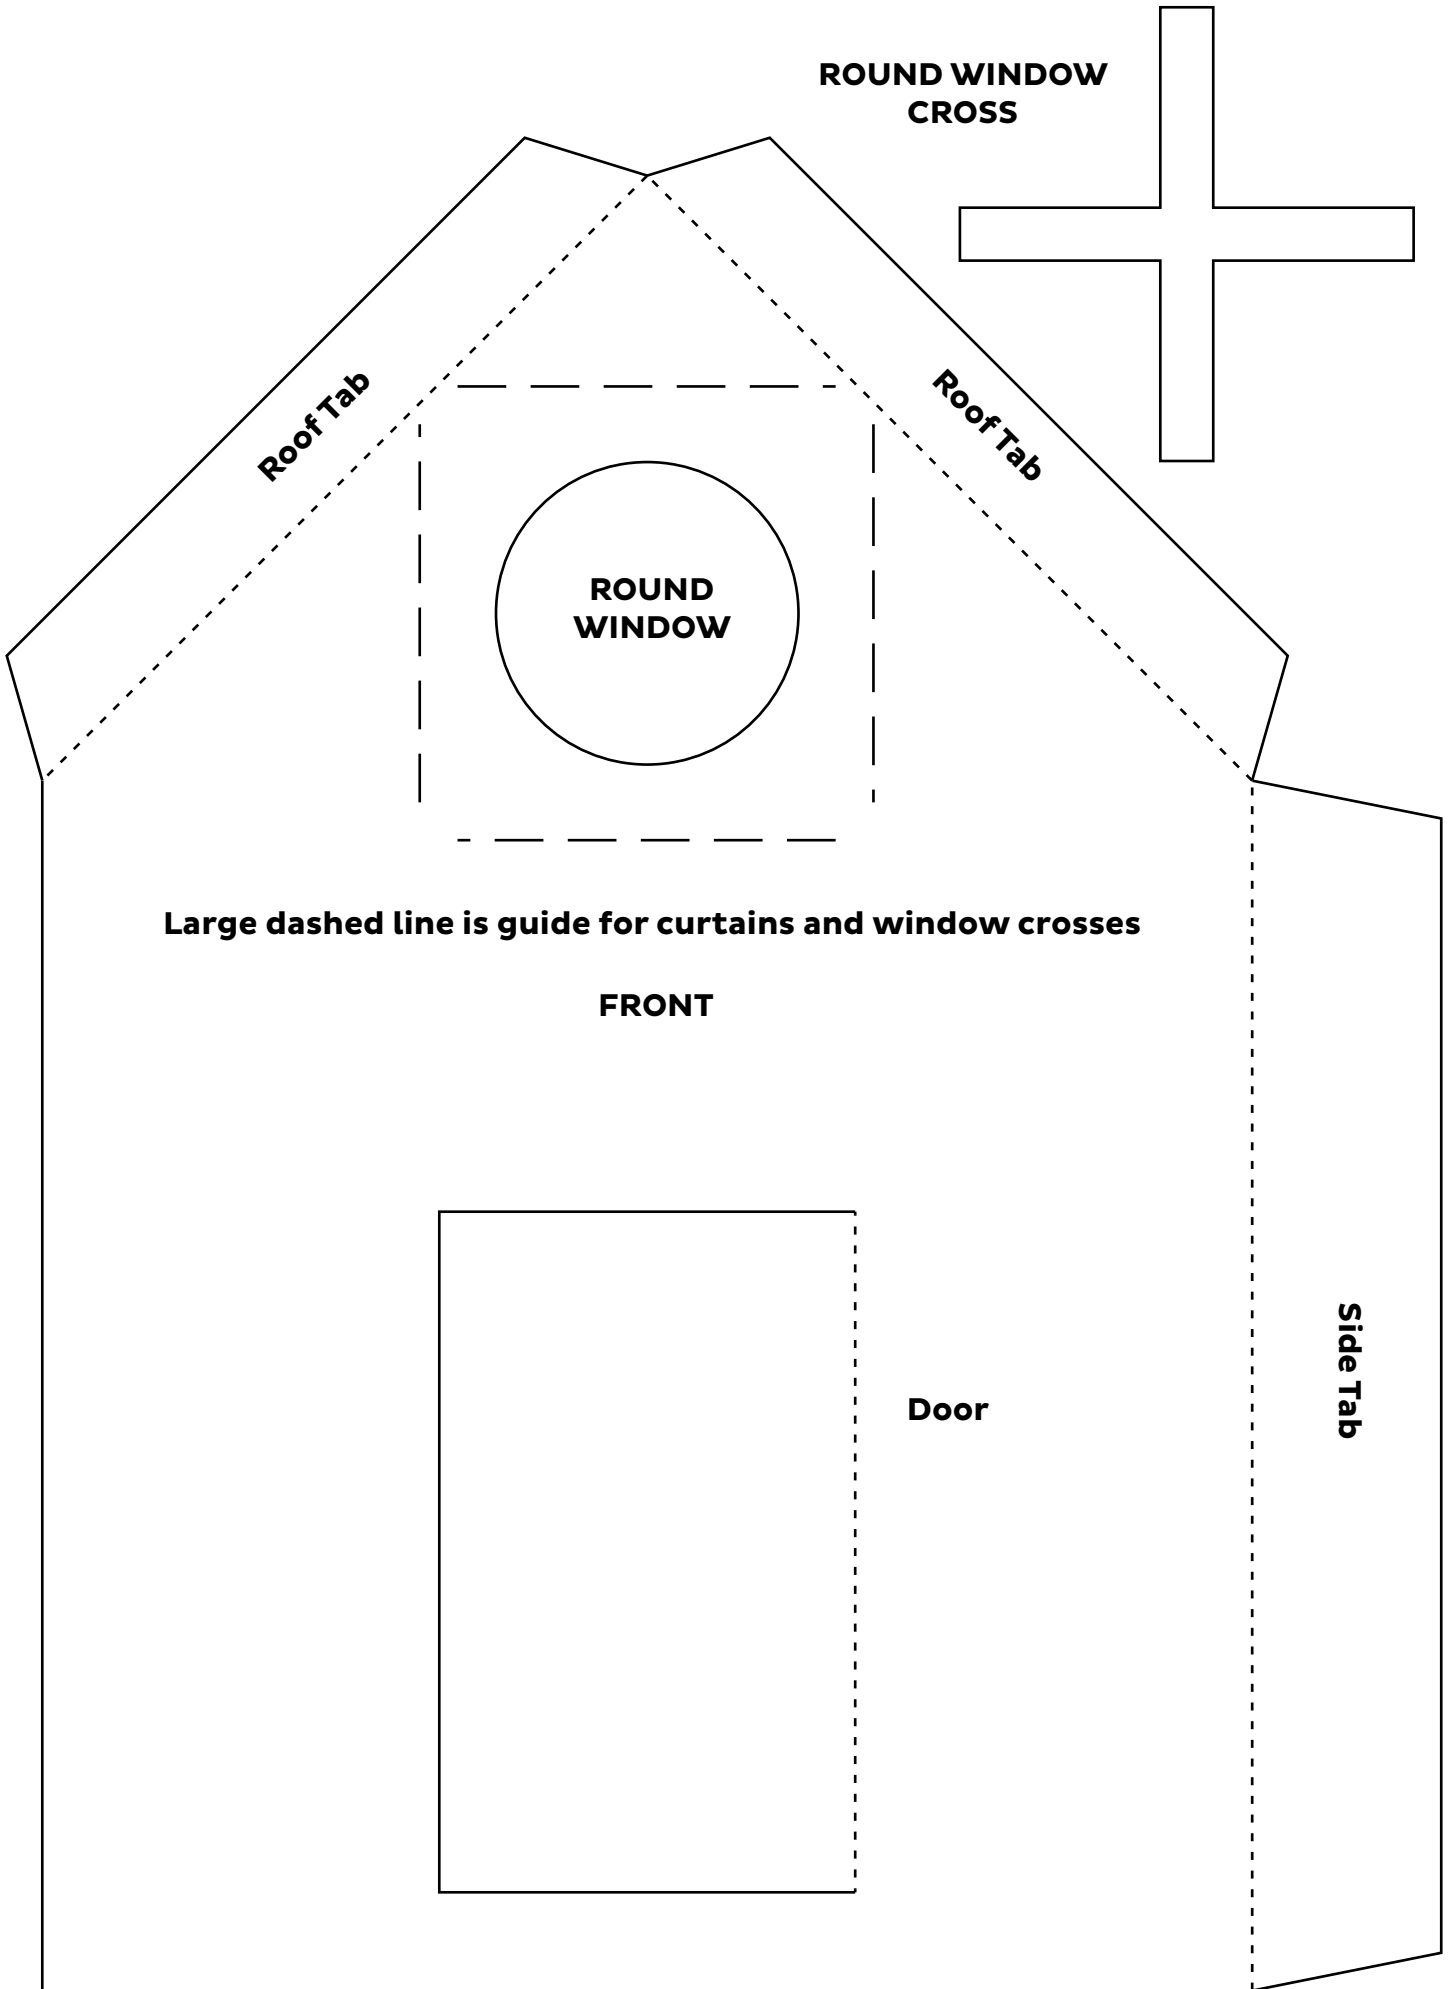 ROUND WINDOW
CROSS
Roof Tab
Roof Tab
ROUND
WINDOW
Large dashed line is guide for curtains and window crosses
FRONT
Side Tab
Door